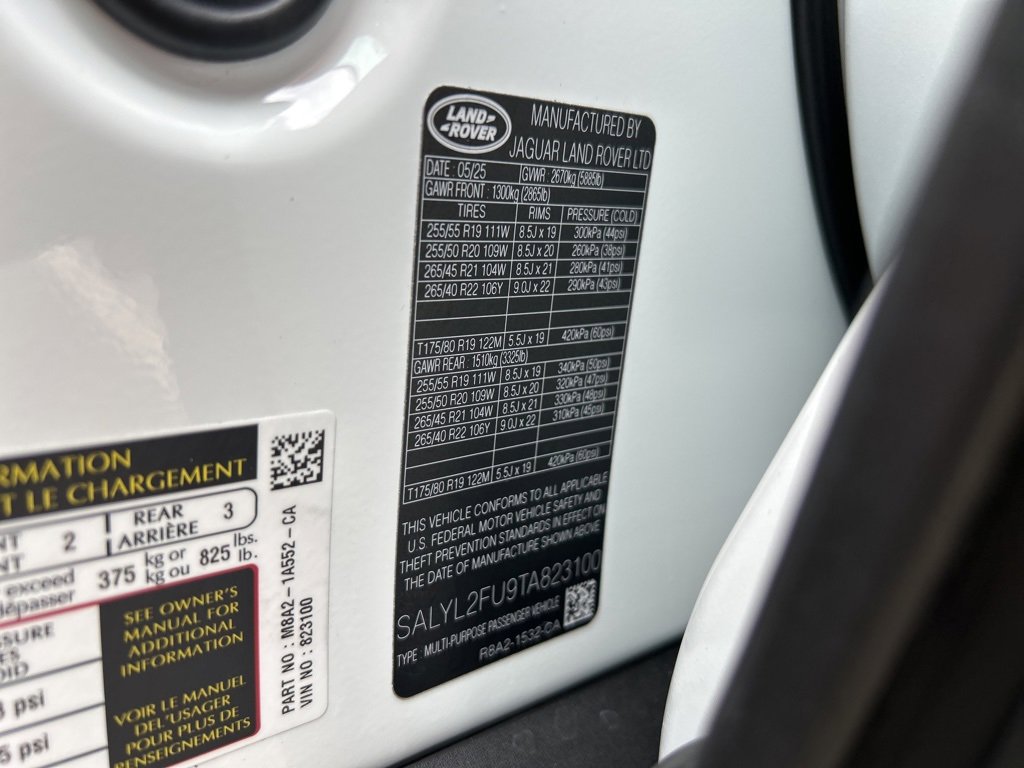 LAND-
-ROVER
MANUFACTURED BY
JAGUAR LAND ROVER LTD
DATE : 05/25 GVWR : 2670kg (5885lb)
GAWR FRONT : 1300kg (2865lb)
TIRES RIMS PRESSURE (COLD)
255/55 R19 111W 8.5J x 19 300kPa (44psi)
255/50 R20 109W 8.5J x 20 260kPa (38psi)
265/45 R21 104W 8.5J x 21 280kPa (41psi)
265/40 R22 106Y 9.0J x 22 290kPa (43psi)
T175/80 R19 122M 5.5J x 19 420kPa (60psi)
GAWR REAR : 1510kg (3325lb)
255/55 R19 111W 8.5J x 19 340kPa (50psi)
255/50 R20 109W 8.5J x 20 320kPa (47psi)
265/45 R21 104W 8.5J x 21 330kPa (48psi)
265/40 R22 106Y 9.0J x 22 310kPa (45psi)
T175/80 R19 122M 5.5J x 19 420kPa (60psi)
THIS VEHICLE CONFORMS TO ALL APPLICABLE
U.S. FEDERAL MOTOR VEHICLE SAFETY AND
THEFT PREVENTION STANDARDS IN EFFECT ON
THE DATE OF MANUFACTURE SHOWN ABOVE
SALYL2FU9TA823100
TYPE : MULTI-PURPOSE PASSENGER VEHICLE
R8A2-1532-CA
RMATION
T LE CHARGEMENT
NT 2 REAR 3
NT ARRIÈRE
exceed 375 kg or 825 lbs.
dépasser kg ou lb.
SSURE
ES
OID
psi
5 psi
SEE OWNER'S
MANUAL FOR
ADDITIONAL
INFORMATION
VOIR LE MANUEL
DEL'USAGER
POUR PLUS DE
RENSEIGNEMENTS
PART NO : M8A2-1A552-CA
VIN NO : 823100